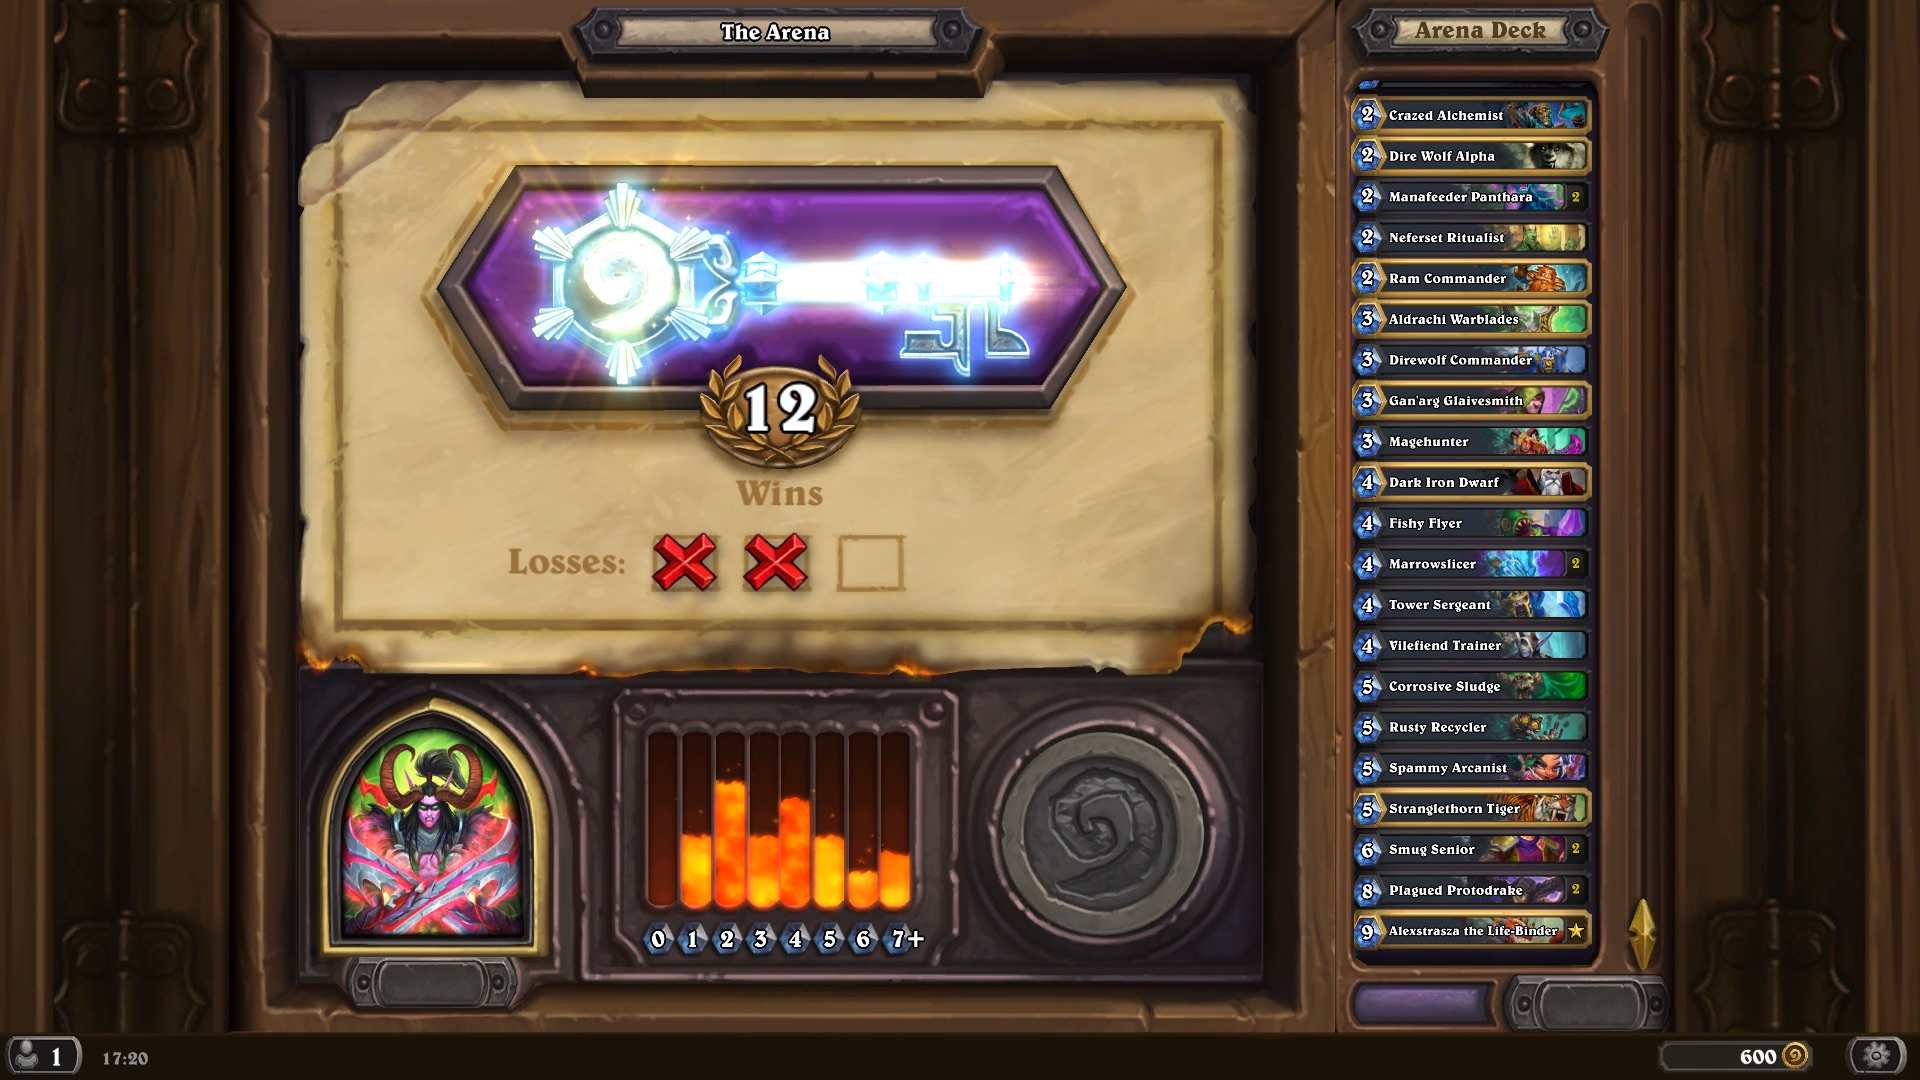 The Arena
12
Wins
Losses:
0 1 2 3 4 5 6 7+
Arena Deck
2 Crazed Alchemist
2 Dire Wolf Alpha
2 Manafeeder Panthara 2
2 Neferset Ritualist
2 Ram Commander
3 Aldrachi Warblades
3 Direwolf Commander
3 Gan'arg Glaivesmith
3 Magehunter
4 Dark Iron Dwarf
4 Fishy Flyer
4 Marrowslicer 2
4 Tower Sergeant
4 Vilefiend Trainer
5 Corrosive Sludge
5 Rusty Recycler
5 Spammy Arcanist
5 Stranglethorn Tiger
6 Smug Senior 2
8 Plagued Protodrake 2
9 Alexstrasza the Life-Binder
1 17:20
600